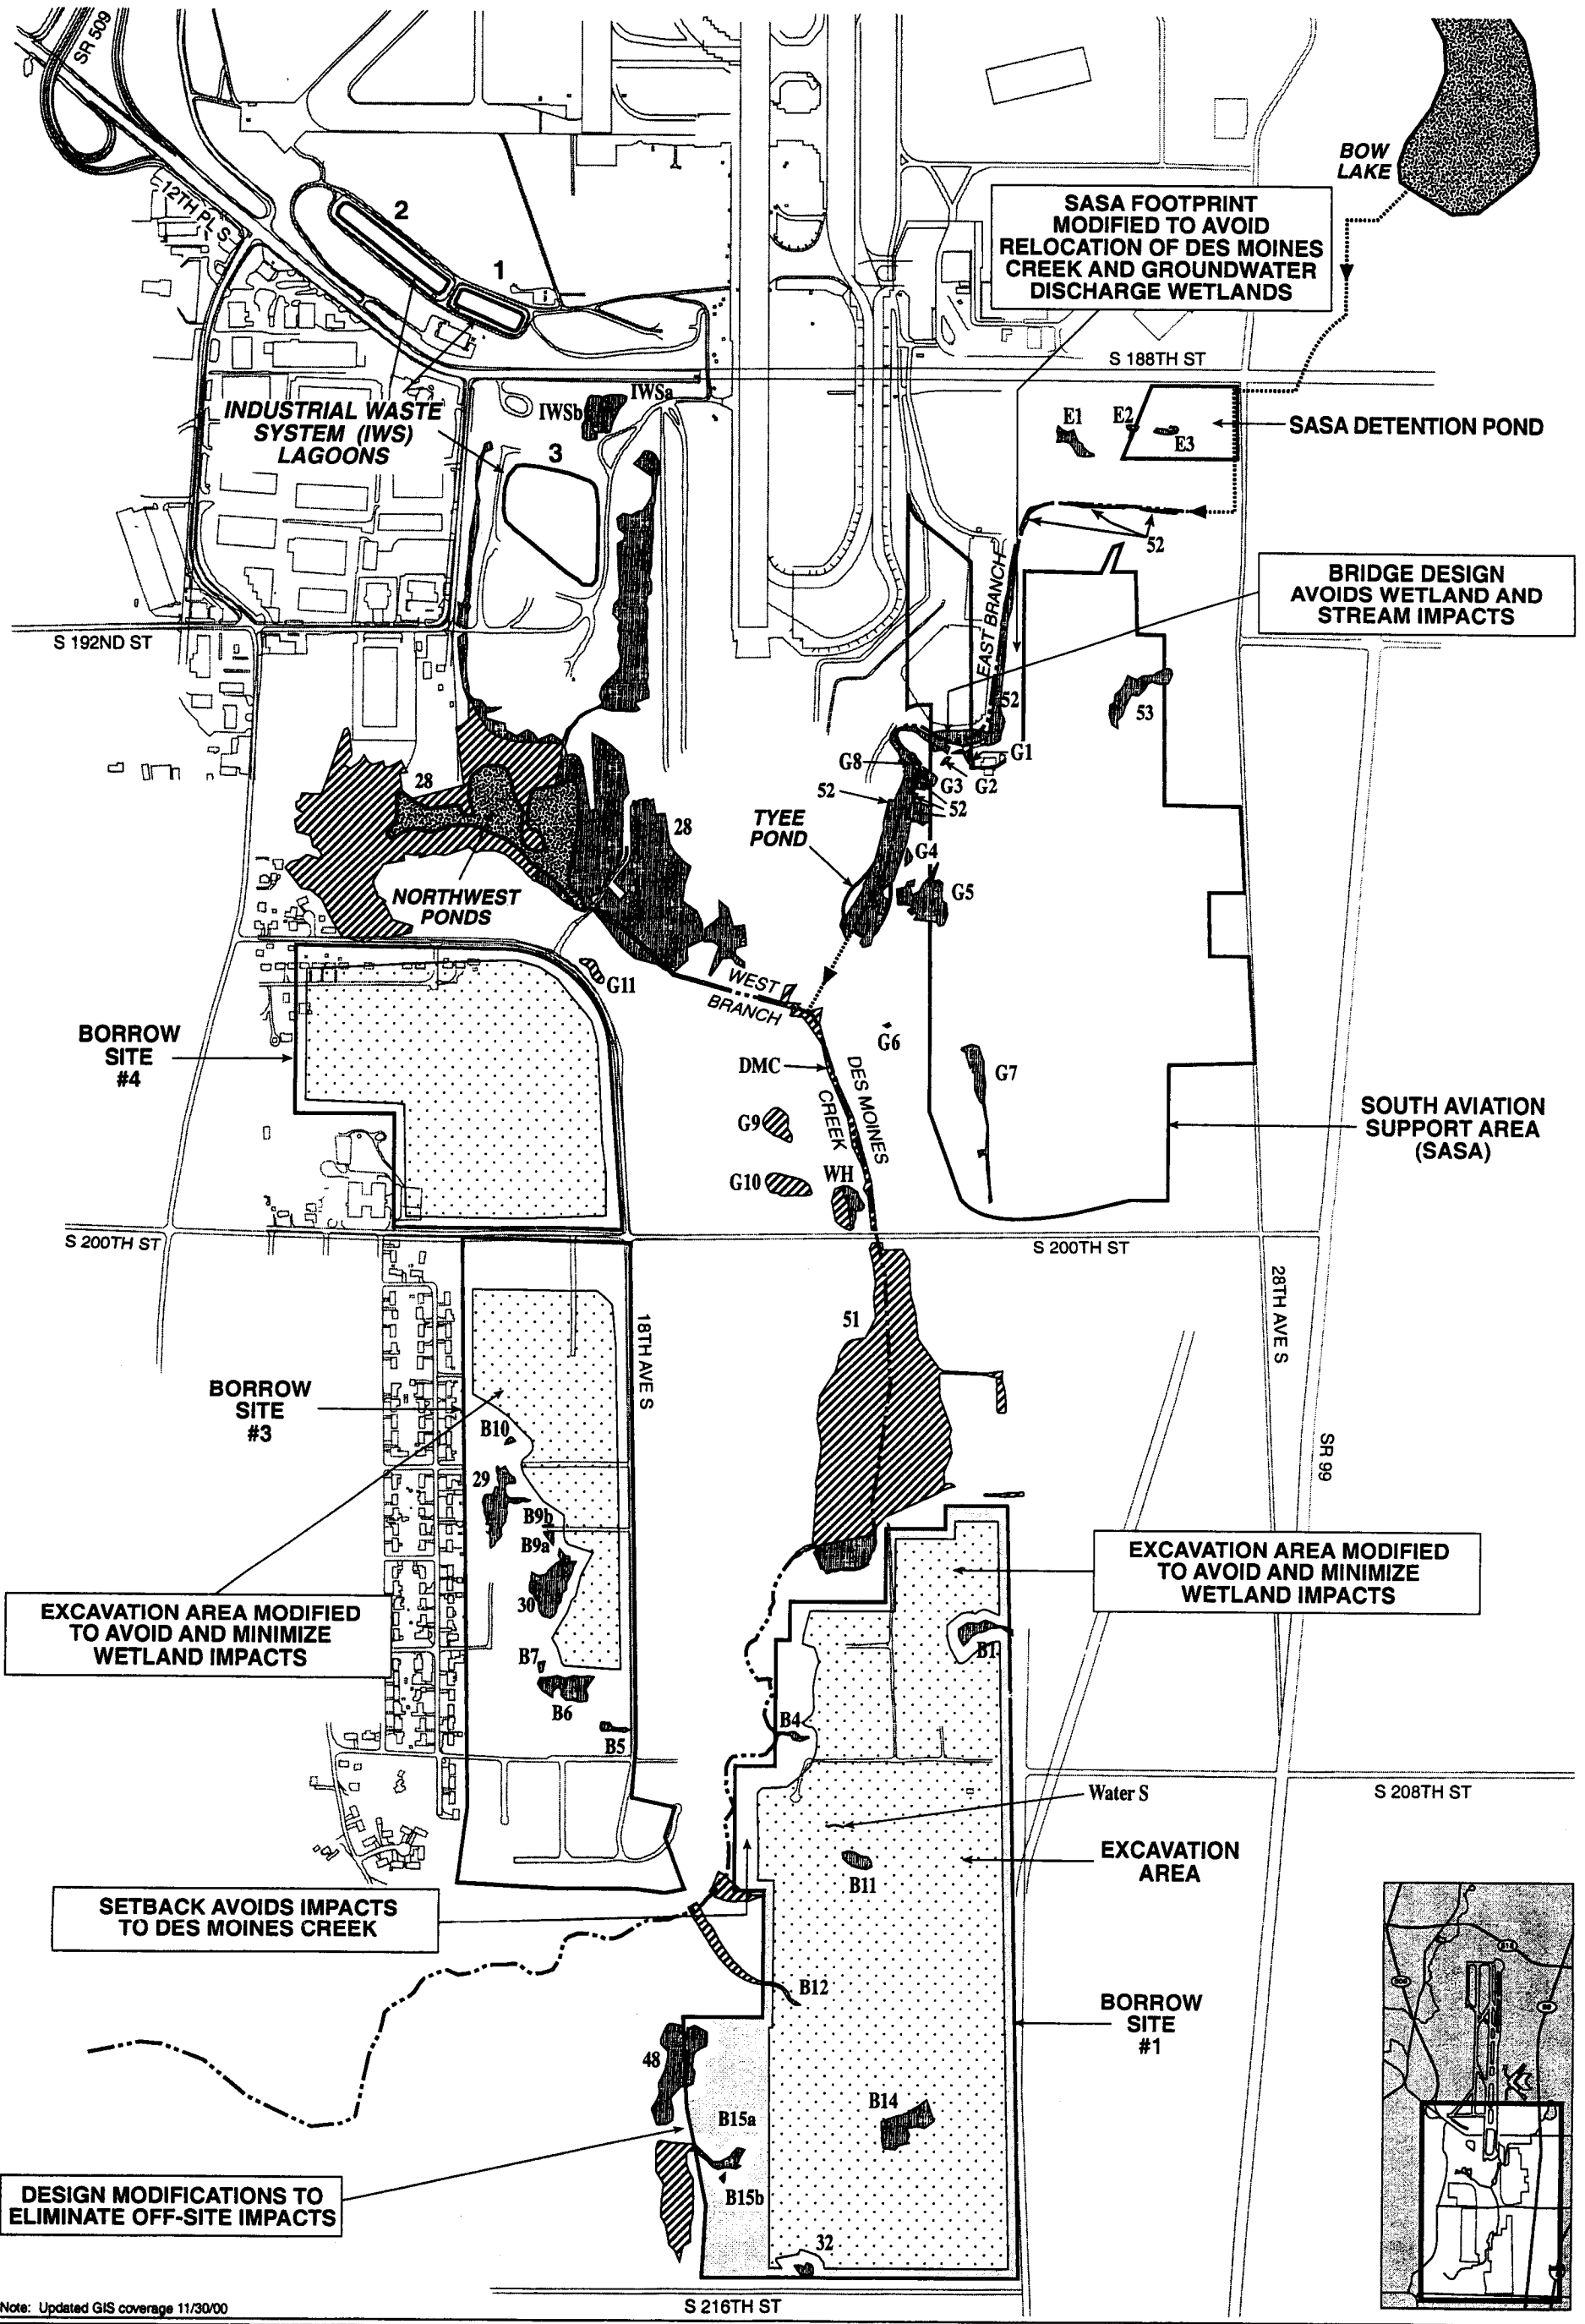 SR 509
12TH PL S
2
1
BOW
LAKE
SASA FOOTPRINT
MODIFIED TO AVOID
RELOCATION OF DES MOINES
CREEK AND GROUNDWATER
DISCHARGE WETLANDS
S 188TH ST
INDUSTRIAL WASTE
SYSTEM (IWS)
LAGOONS
IWSb
IWSa
3
E1
E2
E3
SASA DETENTION POND
52
BRIDGE DESIGN
AVOIDS WETLAND AND
STREAM IMPACTS
S 192ND ST
EAST BRANCH
52
53
G1
G8
G3
G2
28
52
52
TYEE
POND
28
G4
G5
NORTHWEST
PONDS
G11
WEST
BRANCH
BORROW
SITE
#4
G6
DMC
DES MOINES
CREEK
G7
G9
SOUTH AVIATION
SUPPORT AREA
(SASA)
G10
WH
S 200TH ST
S 200TH ST
28TH AVE S
18TH AVE S
51
BORROW
SITE
#3
B10
SR 99
29
B9b
B9a
30
EXCAVATION AREA MODIFIED
TO AVOID AND MINIMIZE
WETLAND IMPACTS
EXCAVATION AREA MODIFIED
TO AVOID AND MINIMIZE
WETLAND IMPACTS
B1
B7
B6
B4
B5
Water S
S 208TH ST
EXCAVATION
AREA
B11
SETBACK AVOIDS IMPACTS
TO DES MOINES CREEK
B12
BORROW
SITE
#1
48
B15a
B14
B15b
DESIGN MODIFICATIONS TO
ELIMINATE OFF-SITE IMPACTS
32
Note: Updated GIS coverage 11/30/00
S 216TH ST